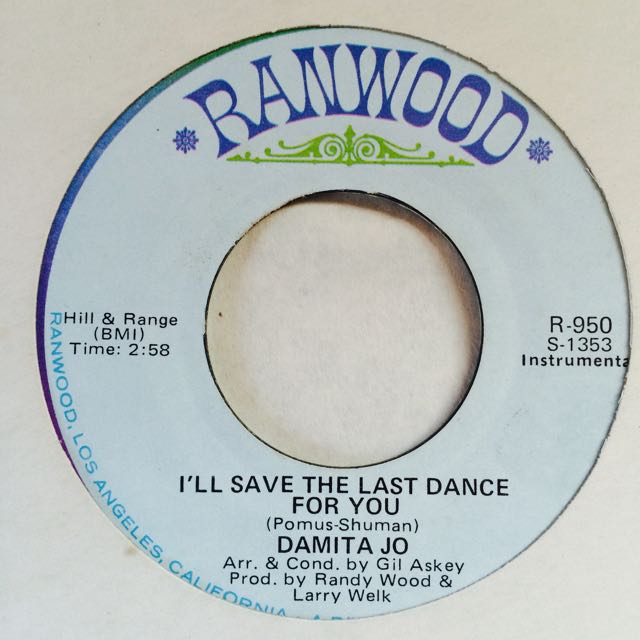 RANWOOD
Hill & Range
(BMI)
Time: 2:58
R-950
S-1353
Instrumenta
I'LL SAVE THE LAST DANCE
FOR YOU
(Pomus-Shuman)
DAMITA JO
Arr. & Cond. by Gil Askey
Prod. by Randy Wood &
Larry Welk
RANWOOD, LOS ANGELES, CALIFORNIA